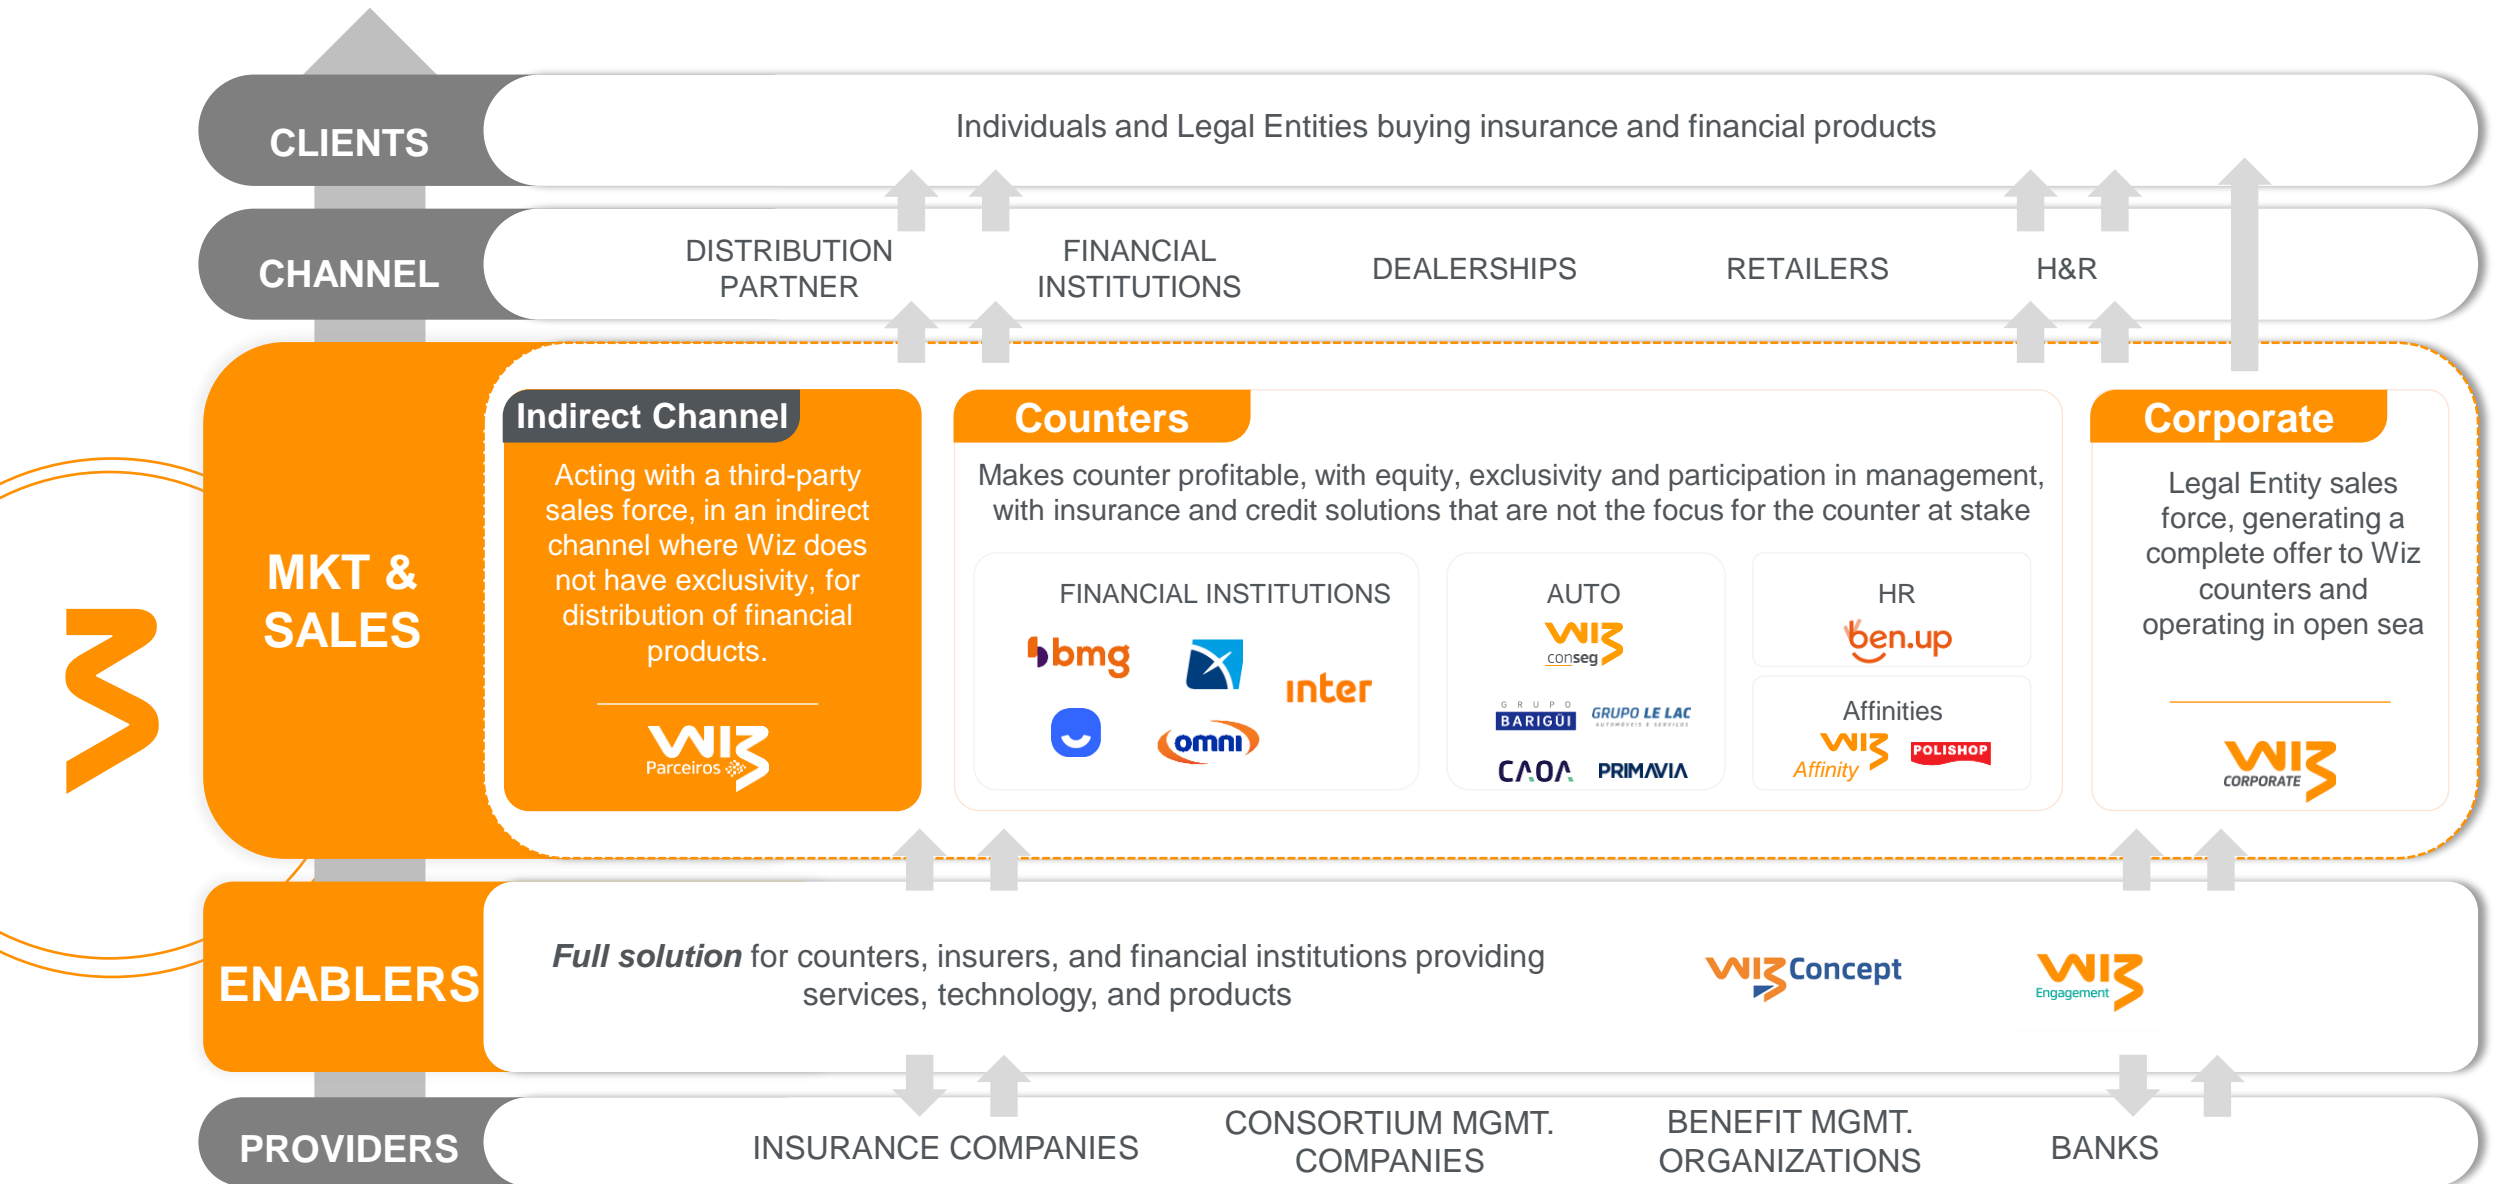 CLIENTS
Individuals and Legal Entities buying insurance and financial products
CHANNEL
DISTRIBUTION
PARTNER
FINANCIAL
INSTITUTIONS
DEALERSHIPS
RETAILERS
H&R
MKT &
SALES
Indirect Channel
Acting with a third-party
sales force, in an indirect
channel where Wiz does
not have exclusivity, for
distribution of financial
products.
WIZ
Parceiros
Counters
Makes counter profitable, with equity, exclusivity and participation in management,
with insurance and credit solutions that are not the focus for the counter at stake
FINANCIAL INSTITUTIONS
bmg
inter
omni
AUTO
WIZ
conseg
GRUPO
BARIGÜI
GRUPO LE LAC
AUTOMÓVEIS E SERVIÇOS
CAOA
PRIMAVIA
HR
ben.up
Affinities
WIZ
Affinity
POLISHOP
Corporate
Legal Entity sales
force, generating a
complete offer to Wiz
counters and
operating in open sea
WIZ
CORPORATE
ENABLERS
Full solution for counters, insurers, and financial institutions providing
services, technology, and products
WIZ Concept
WIZ
Engagement
PROVIDERS
INSURANCE COMPANIES
CONSORTIUM MGMT.
COMPANIES
BENEFIT MGMT.
ORGANIZATIONS
BANKS